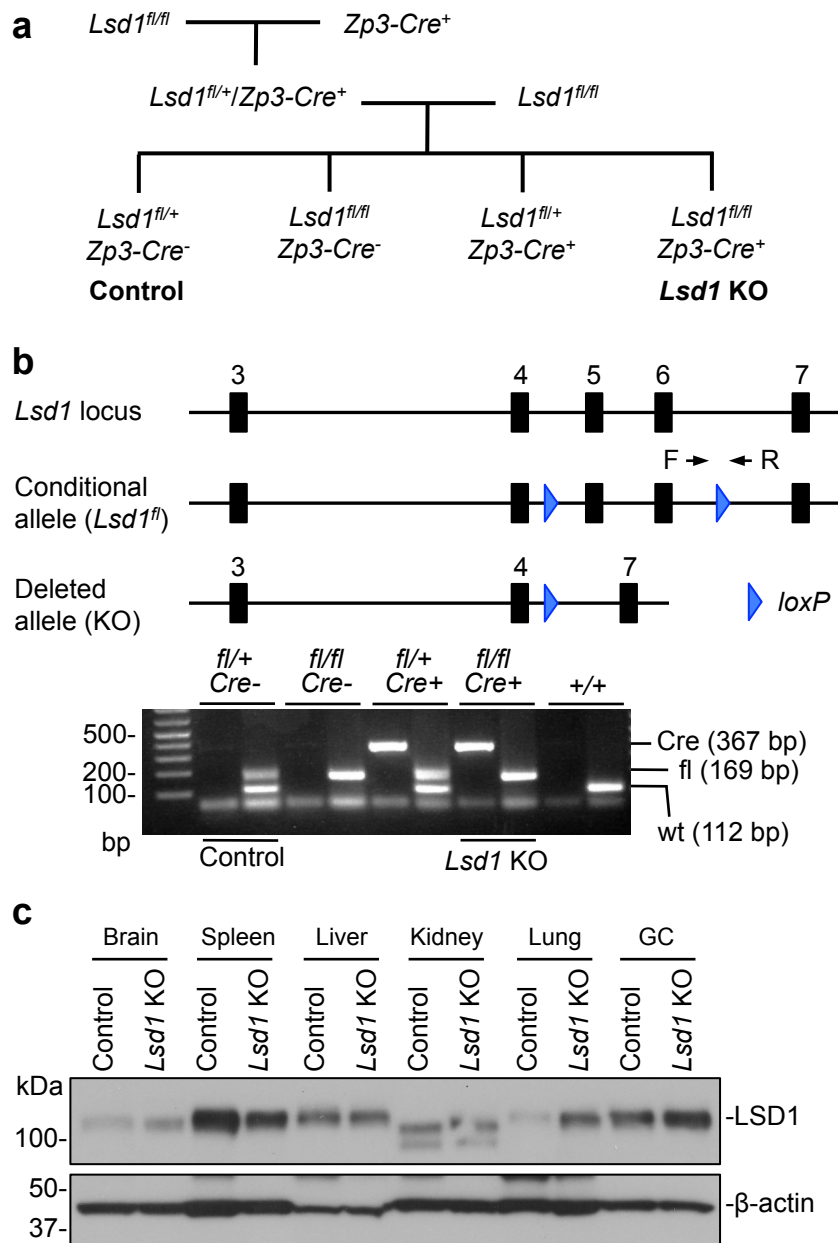 a
Lsd1fl/fl Zp3-Cre+
Lsd1fl/+/Zp3-Cre+ Lsd1fl/fl
Lsd1fl/+ Lsd1fl/fl Lsd1fl/+ Lsd1fl/fl
Zp3-Cre- Zp3-Cre- Zp3-Cre+ Zp3-Cre+
Control Lsd1 KO
b
3 4 5 6 7
Lsd1 locus
F R
Conditional
allele (Lsd1fl)
3 4 7
Deleted
allele (KO)
loxP
fl/+ fl/fl fl/+ fl/fl
Cre- Cre- Cre+ Cre+ +/+
500- Cre (367 bp)
200- fl (169 bp)
100-
wt (112 bp)
bp
Control Lsd1 KO
c
Brain Spleen Liver Kidney Lung GC
Control Lsd1 KO Control Lsd1 KO Control Lsd1 KO Control Lsd1 KO Control Lsd1 KO Control Lsd1 KO
kDa
-LSD1
100-
50-
-β-actin
37-